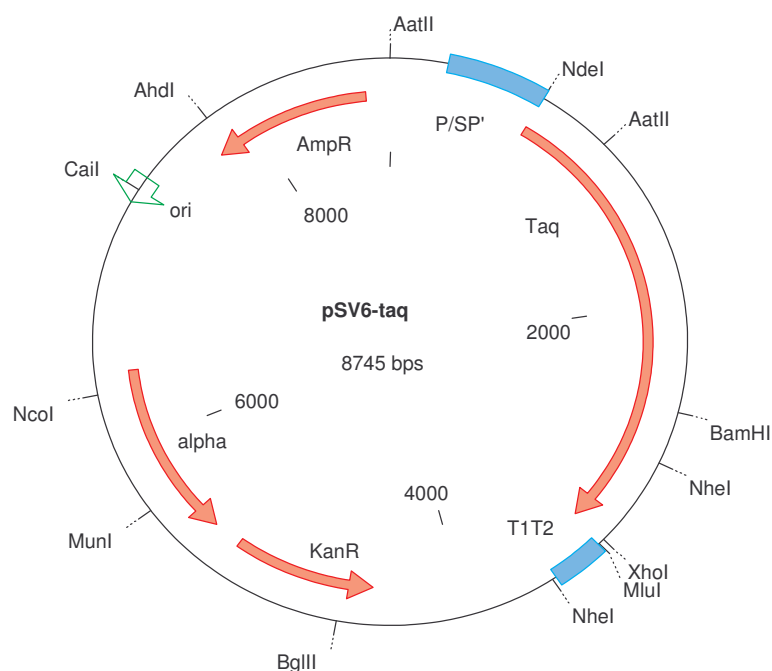 AatII
NdeI
AhdI
P/SP'
AatII
AmpR
CaiI
ori
8000
Taq
pSV6-taq
2000
8745 bps
6000
NcoI
alpha
BamHI
NheI
4000
T1T2
MunI
KanR
XhoI
MluI
NheI
BglII